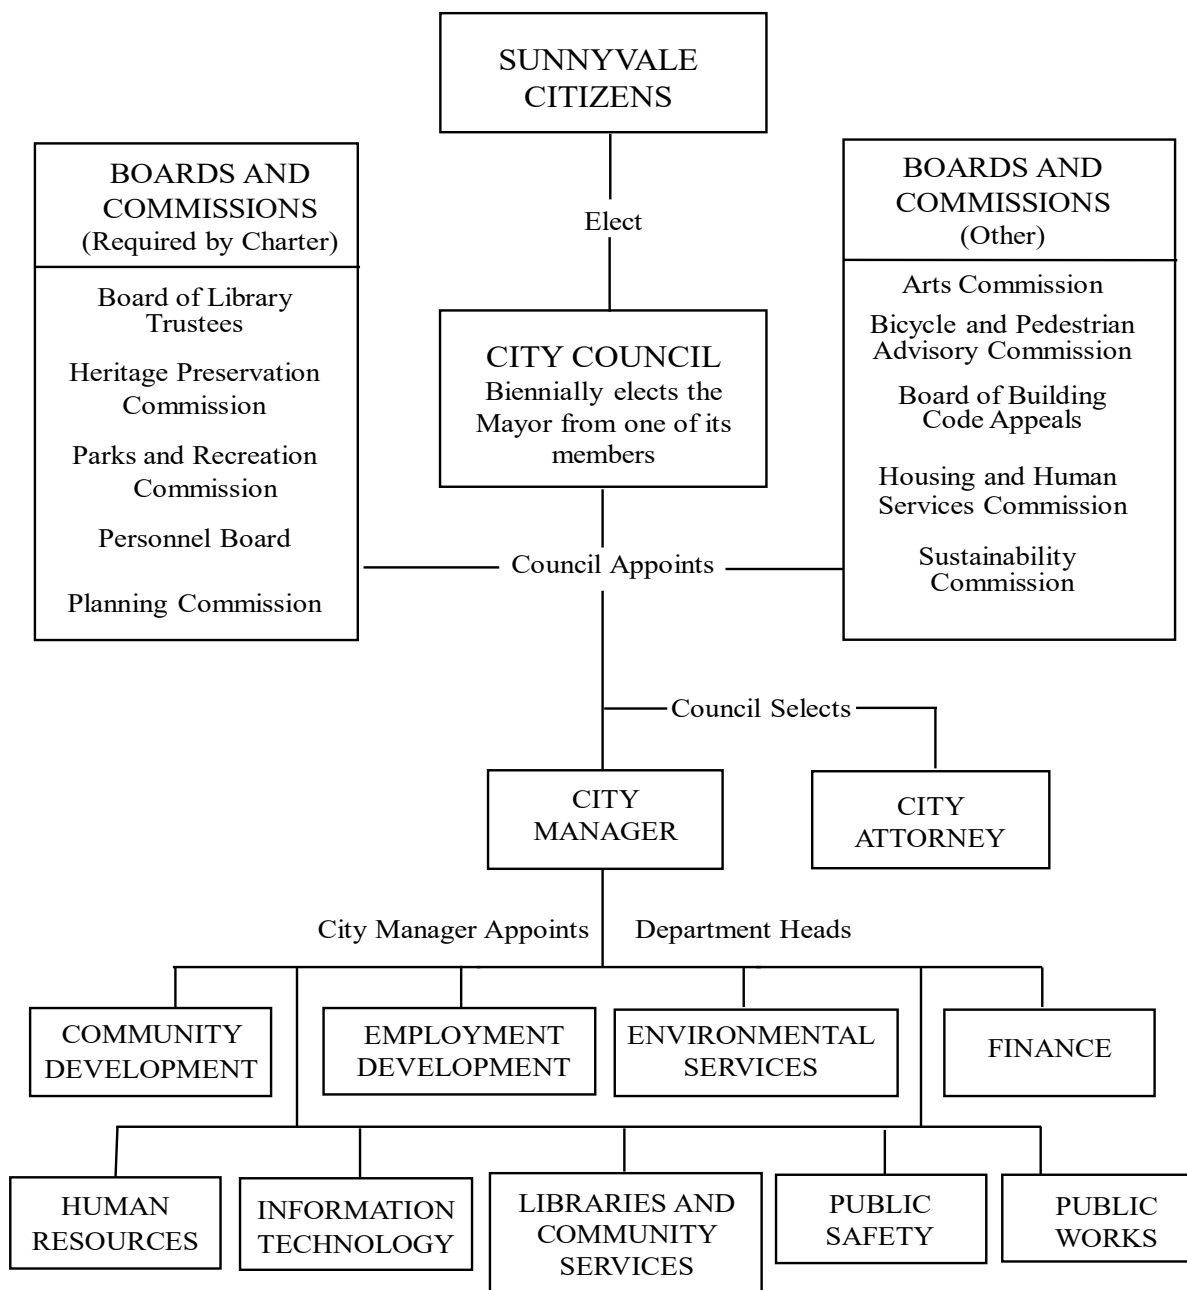 SUNNYVALE
CITIZENS
Elect
BOARDS AND
COMMISSIONS
(Required by Charter)
Board of Library
Trustees
Heritage Preservation
Commission
Parks and Recreation
Commission
Personnel Board
Planning Commission
CITY COUNCIL
Biennially elects the
Mayor from one of its
members
BOARDS AND
COMMISSIONS
(Other)
Arts Commission
Bicycle and Pedestrian
Advisory Commission
Board of Building
Code Appeals
Housing and Human
Services Commission
Sustainability
Commission
Council Appoints
Council Selects
CITY
MANAGER
CITY
ATTORNEY
City Manager Appoints Department Heads
COMMUNITY
DEVELOPMENT
EMPLOYMENT
DEVELOPMENT
ENVIRONMENTAL
SERVICES
FINANCE
HUMAN
RESOURCES
INFORMATION
TECHNOLOGY
LIBRARIES AND
COMMUNITY
SERVICES
PUBLIC
SAFETY
PUBLIC
WORKS